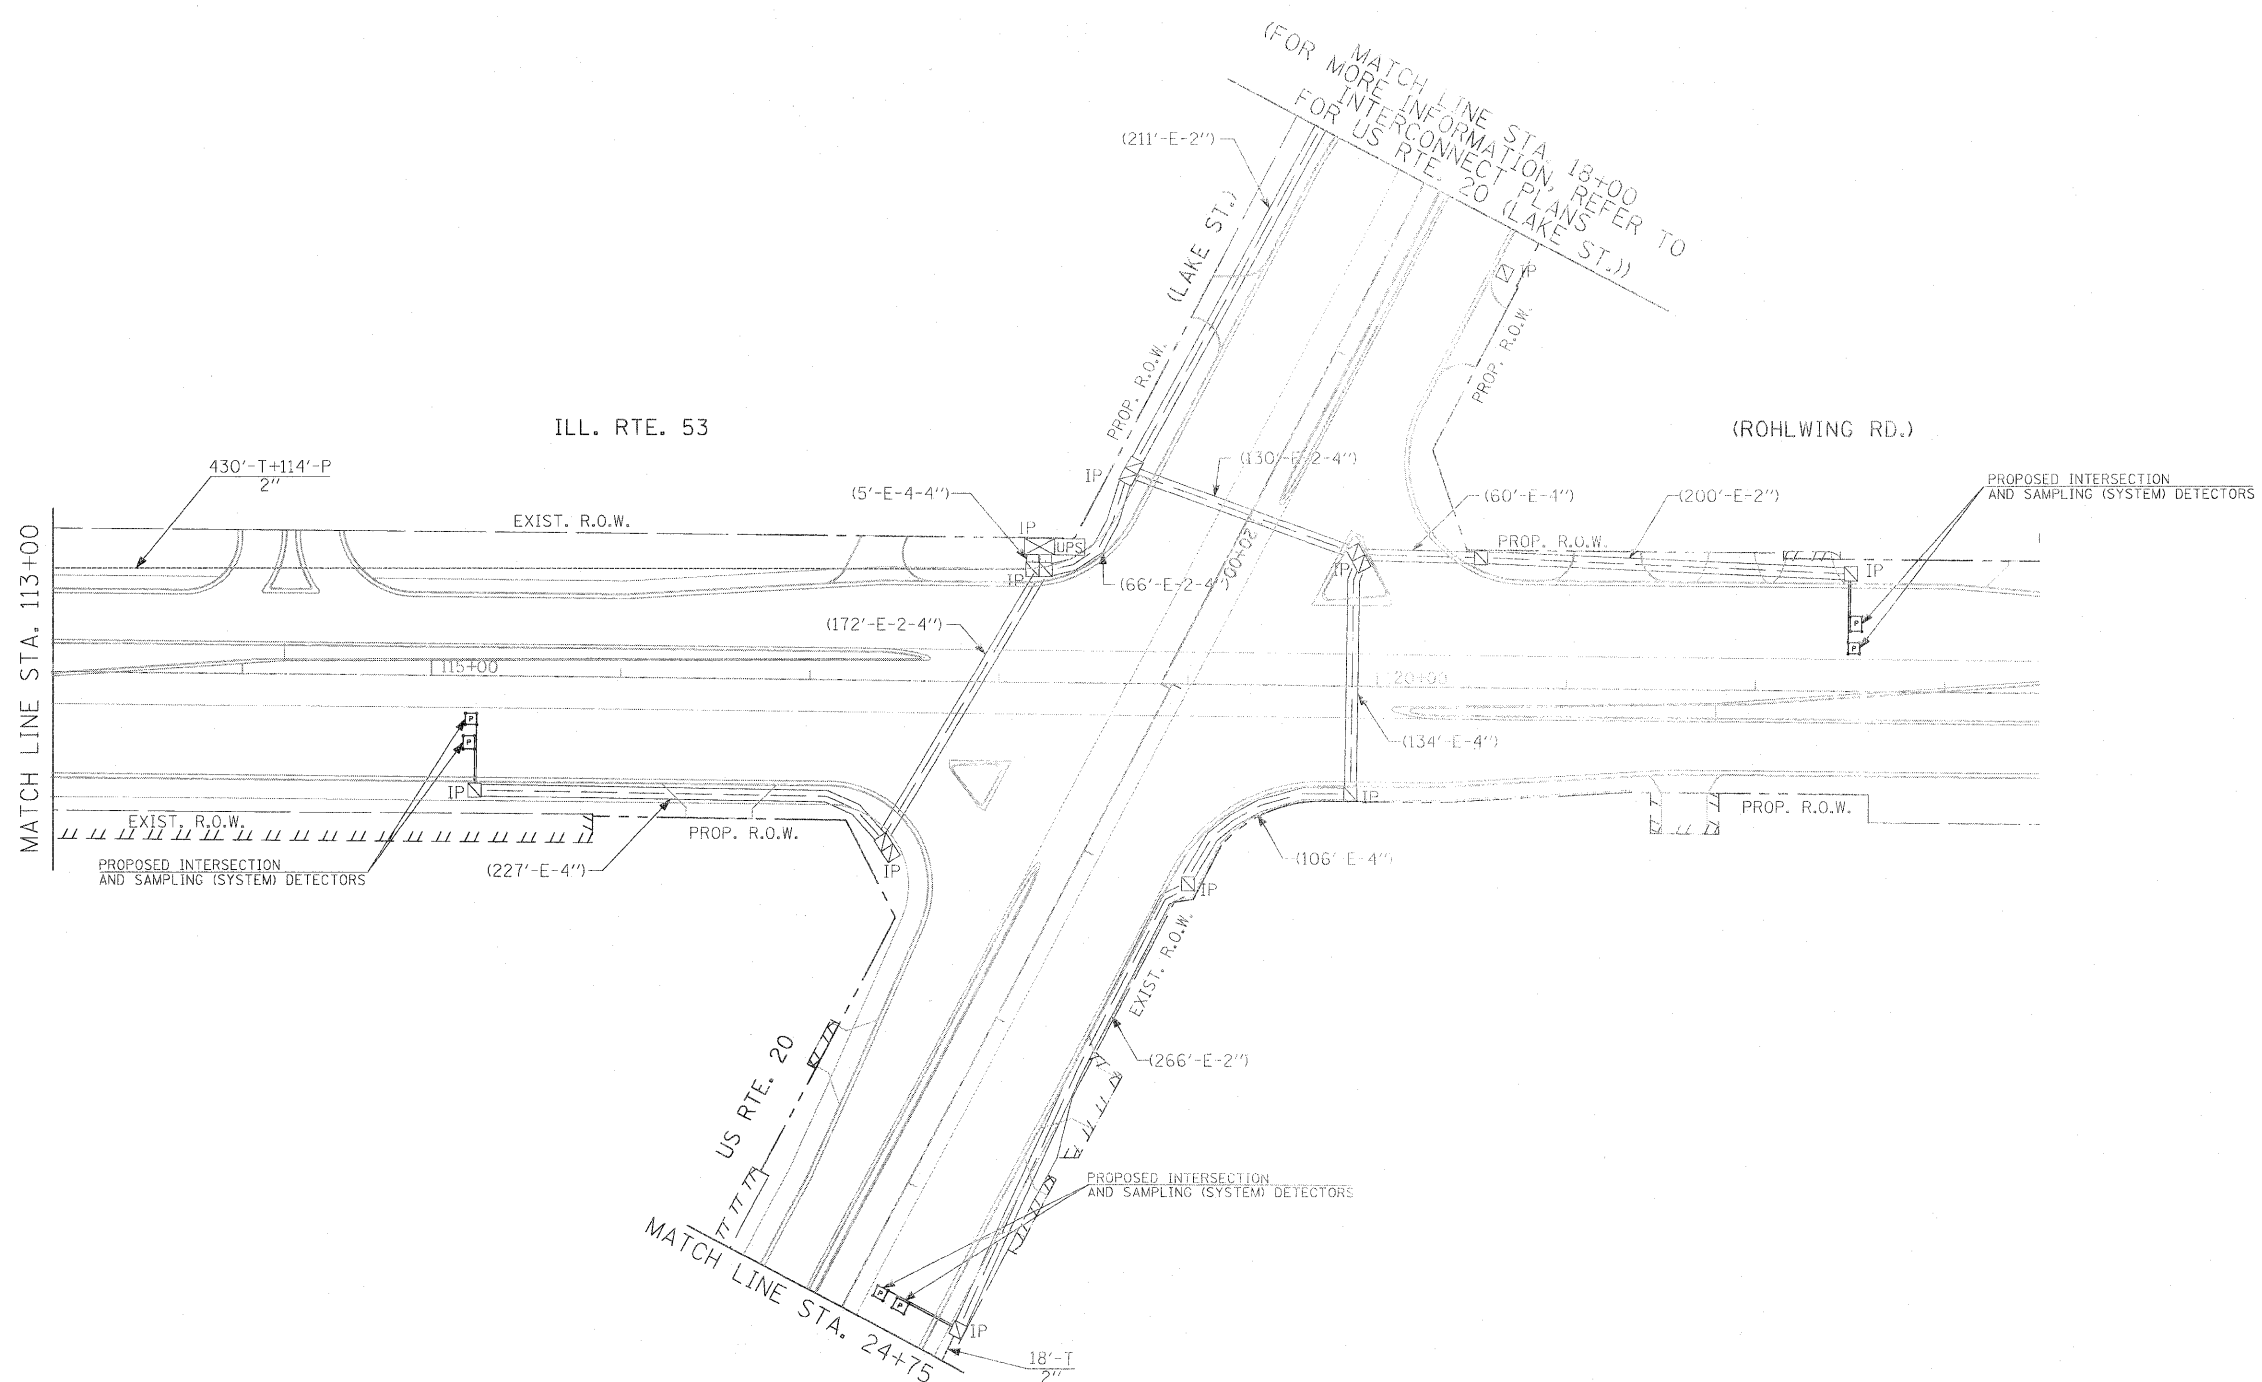 MATCH LINE STA. 18+00
(FOR MORE INFORMATION, REFER TO
INTERCONNECT PLANS
FOR US RTE. 20 (LAKE ST.))
(211'-E-2")
(LAKE ST.)
IP
PROP. R.O.W.
PROP. R.O.W.
ILL. RTE. 53
(ROHLWING RD.)
430'-T+114'-P
2"
IP
(130'-E-2-4")
(5'-E-4-4")
(60'-E-4")
(200'-E-2")
PROPOSED INTERSECTION
AND SAMPLING (SYSTEM) DETECTORS
EXIST. R.O.W.
IP
UPS
PROP. R.O.W.
20+00
IP
IP
IP
(66'-E-2-4")
MATCH LINE STA. 113+00
(172'-E-2-4")
P
P
115+00
120+00
P
P
(134'-E-4")
IP
IP
EXIST. R.O.W.
PROP. R.O.W.
PROP. R.O.W.
PROPOSED INTERSECTION
AND SAMPLING (SYSTEM) DETECTORS
(227'-E-4")
IP
(106'-E-4")
IP
EXIST. R.O.W.
US RTE. 20
(266'-E-2")
PROPOSED INTERSECTION
AND SAMPLING (SYSTEM) DETECTORS
MATCH LINE STA. 24+75
P
P
IP
18'-T
2"